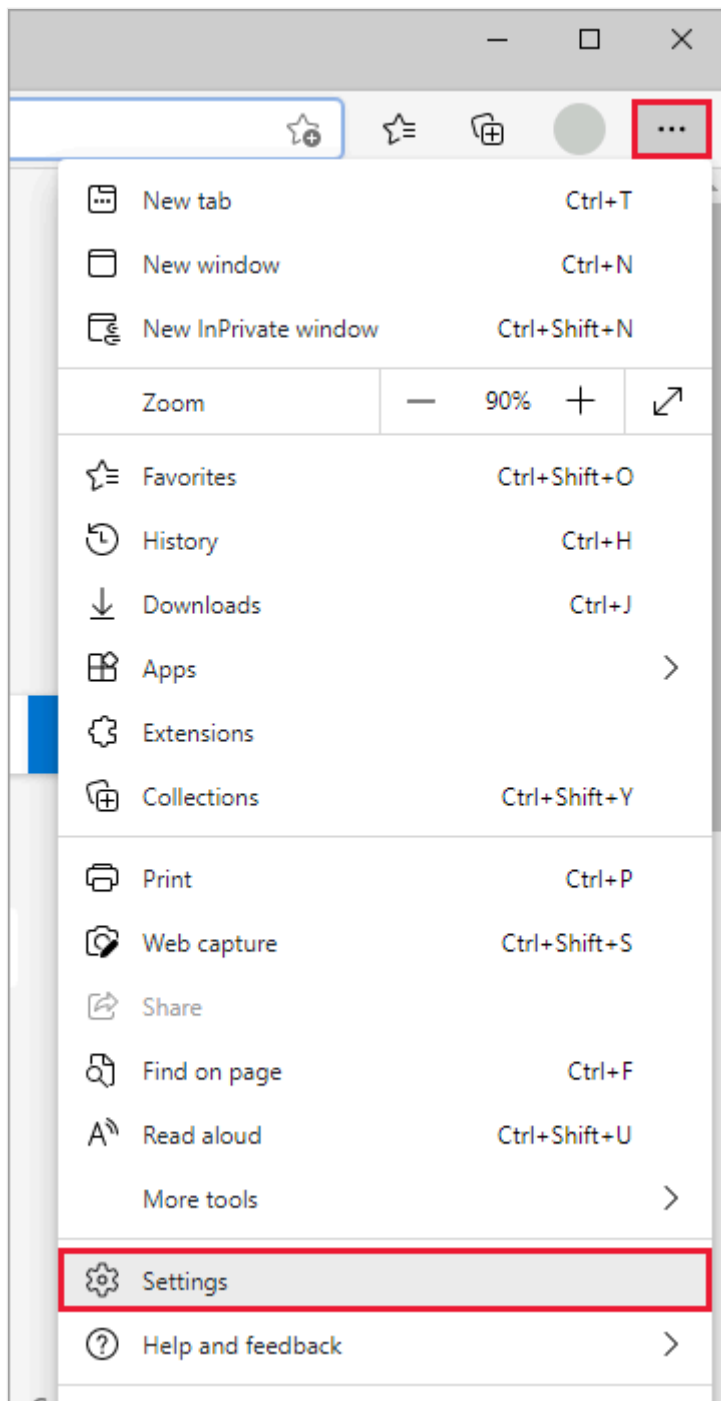 New tab Ctrl+T
New window Ctrl+N
New InPrivate window Ctrl+Shift+N
Zoom 90%
Favorites Ctrl+Shift+O
History Ctrl+H
Downloads Ctrl+J
Apps
Extensions
Collections Ctrl+Shift+Y
Print Ctrl+P
Web capture Ctrl+Shift+S
Share
Find on page Ctrl+F
Read aloud Ctrl+Shift+U
More tools
Settings
Help and feedback